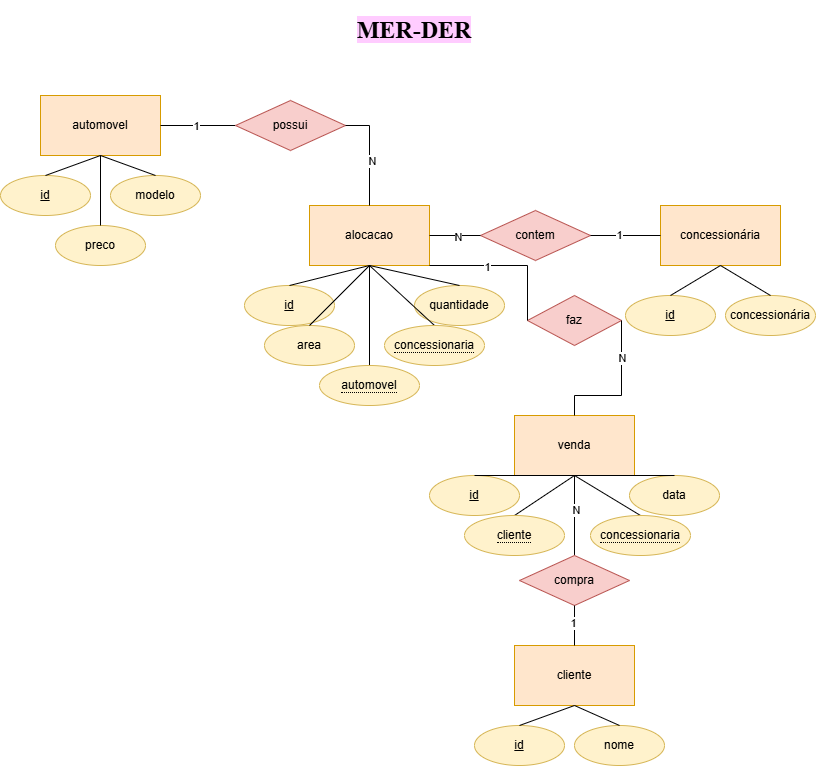 MER-DER
automovel
1
possui
N
id
modelo
preco
alocacao
N
contem
1
concessionária
1
id
quantidade
id
concessionária
faz
area
concessionaria
N
automovel
venda
id
data
N
cliente
concessionaria
compra
1
cliente
id
nome